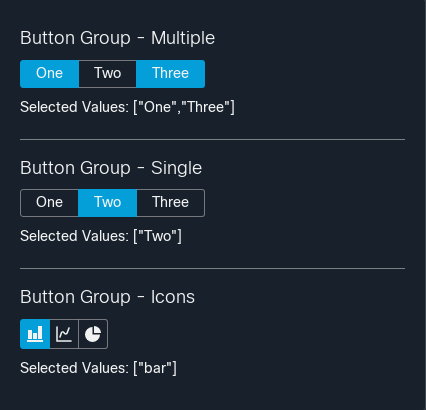 Button Group - Multiple
One Two Three
Selected Values: ["One","Three"]
Button Group - Single
One Two Three
Selected Values: ["Two"]
Button Group - Icons
Selected Values: ["bar"]